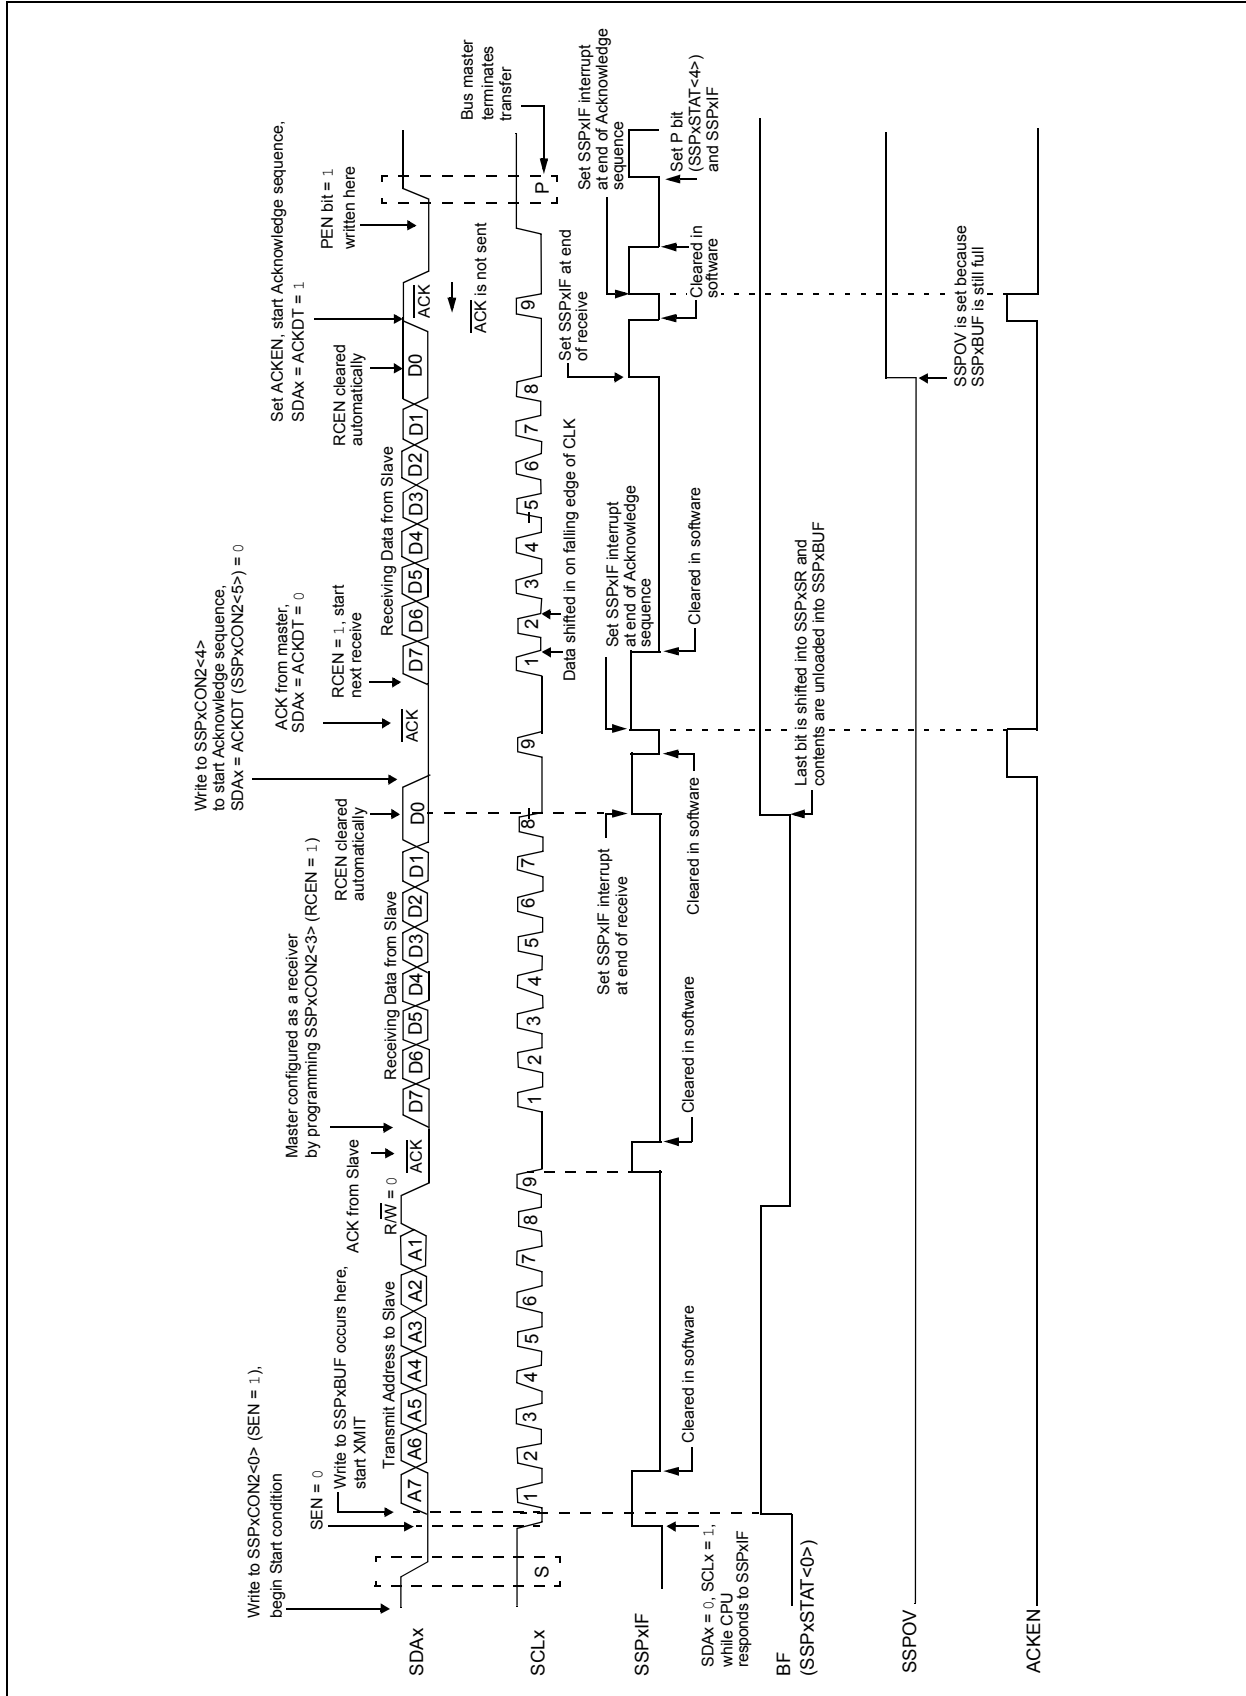 Write to SSPxCON2<0> (SEN = 1),
begin Start condition
SEN = 0
Write to SSPxBUF occurs here,
start XMIT
Master configured as a receiver
by programming SSPxCON2<3> (RCEN = 1)
ACK from Slave
Write to SSPxCON2<4>
to start Acknowledge sequence,
SDAx = ACKDT (SSPxCON2<5>) = 0
RCEN cleared
automatically
ACK from master,
SDAx = ACKDT = 0
RCEN = 1, start
next receive
Set ACKEN, start Acknowledge sequence,
SDAx = ACKDT = 1
RCEN cleared
automatically
PEN bit = 1
written here
Transmit Address to Slave
R/W = 0
Receiving Data from Slave
Receiving Data from Slave
SDAx
A7 A6 A5 A4 A3 A2 A1
ACK
D7 D6 D5 D4 D3 D2 D1 D0
ACK
D7 D6 D5 D4 D3 D2 D1 D0
ACK
ACK is not sent
Bus master
terminates
transfer
SCLx
S
1 2 3 4 5 6 7 8 9
1 2 3 4 5 6 7 8
9
1 2 3 4 5 6 7 8
9
P
Data shifted in on falling edge of CLK
Set SSPxIF interrupt
at end of receive
Set SSPxIF interrupt
at end of Acknowledge
sequence
Set SSPxIF at end
of receive
Set SSPxIF interrupt
at end of Acknowledge
sequence
SSPxIF
SDAx = 0, SCLx = 1,
while CPU
responds to SSPxIF
Cleared in software
Cleared in software
Cleared in software
Cleared in software
Cleared in
software
Set P bit
(SSPxSTAT<4>)
and SSPxIF
BF
(SSPxSTAT<0>)
Last bit is shifted into SSPxSR and
contents are unloaded into SSPxBUF
SSPOV
SSPOV is set because
SSPxBUF is still full
ACKEN